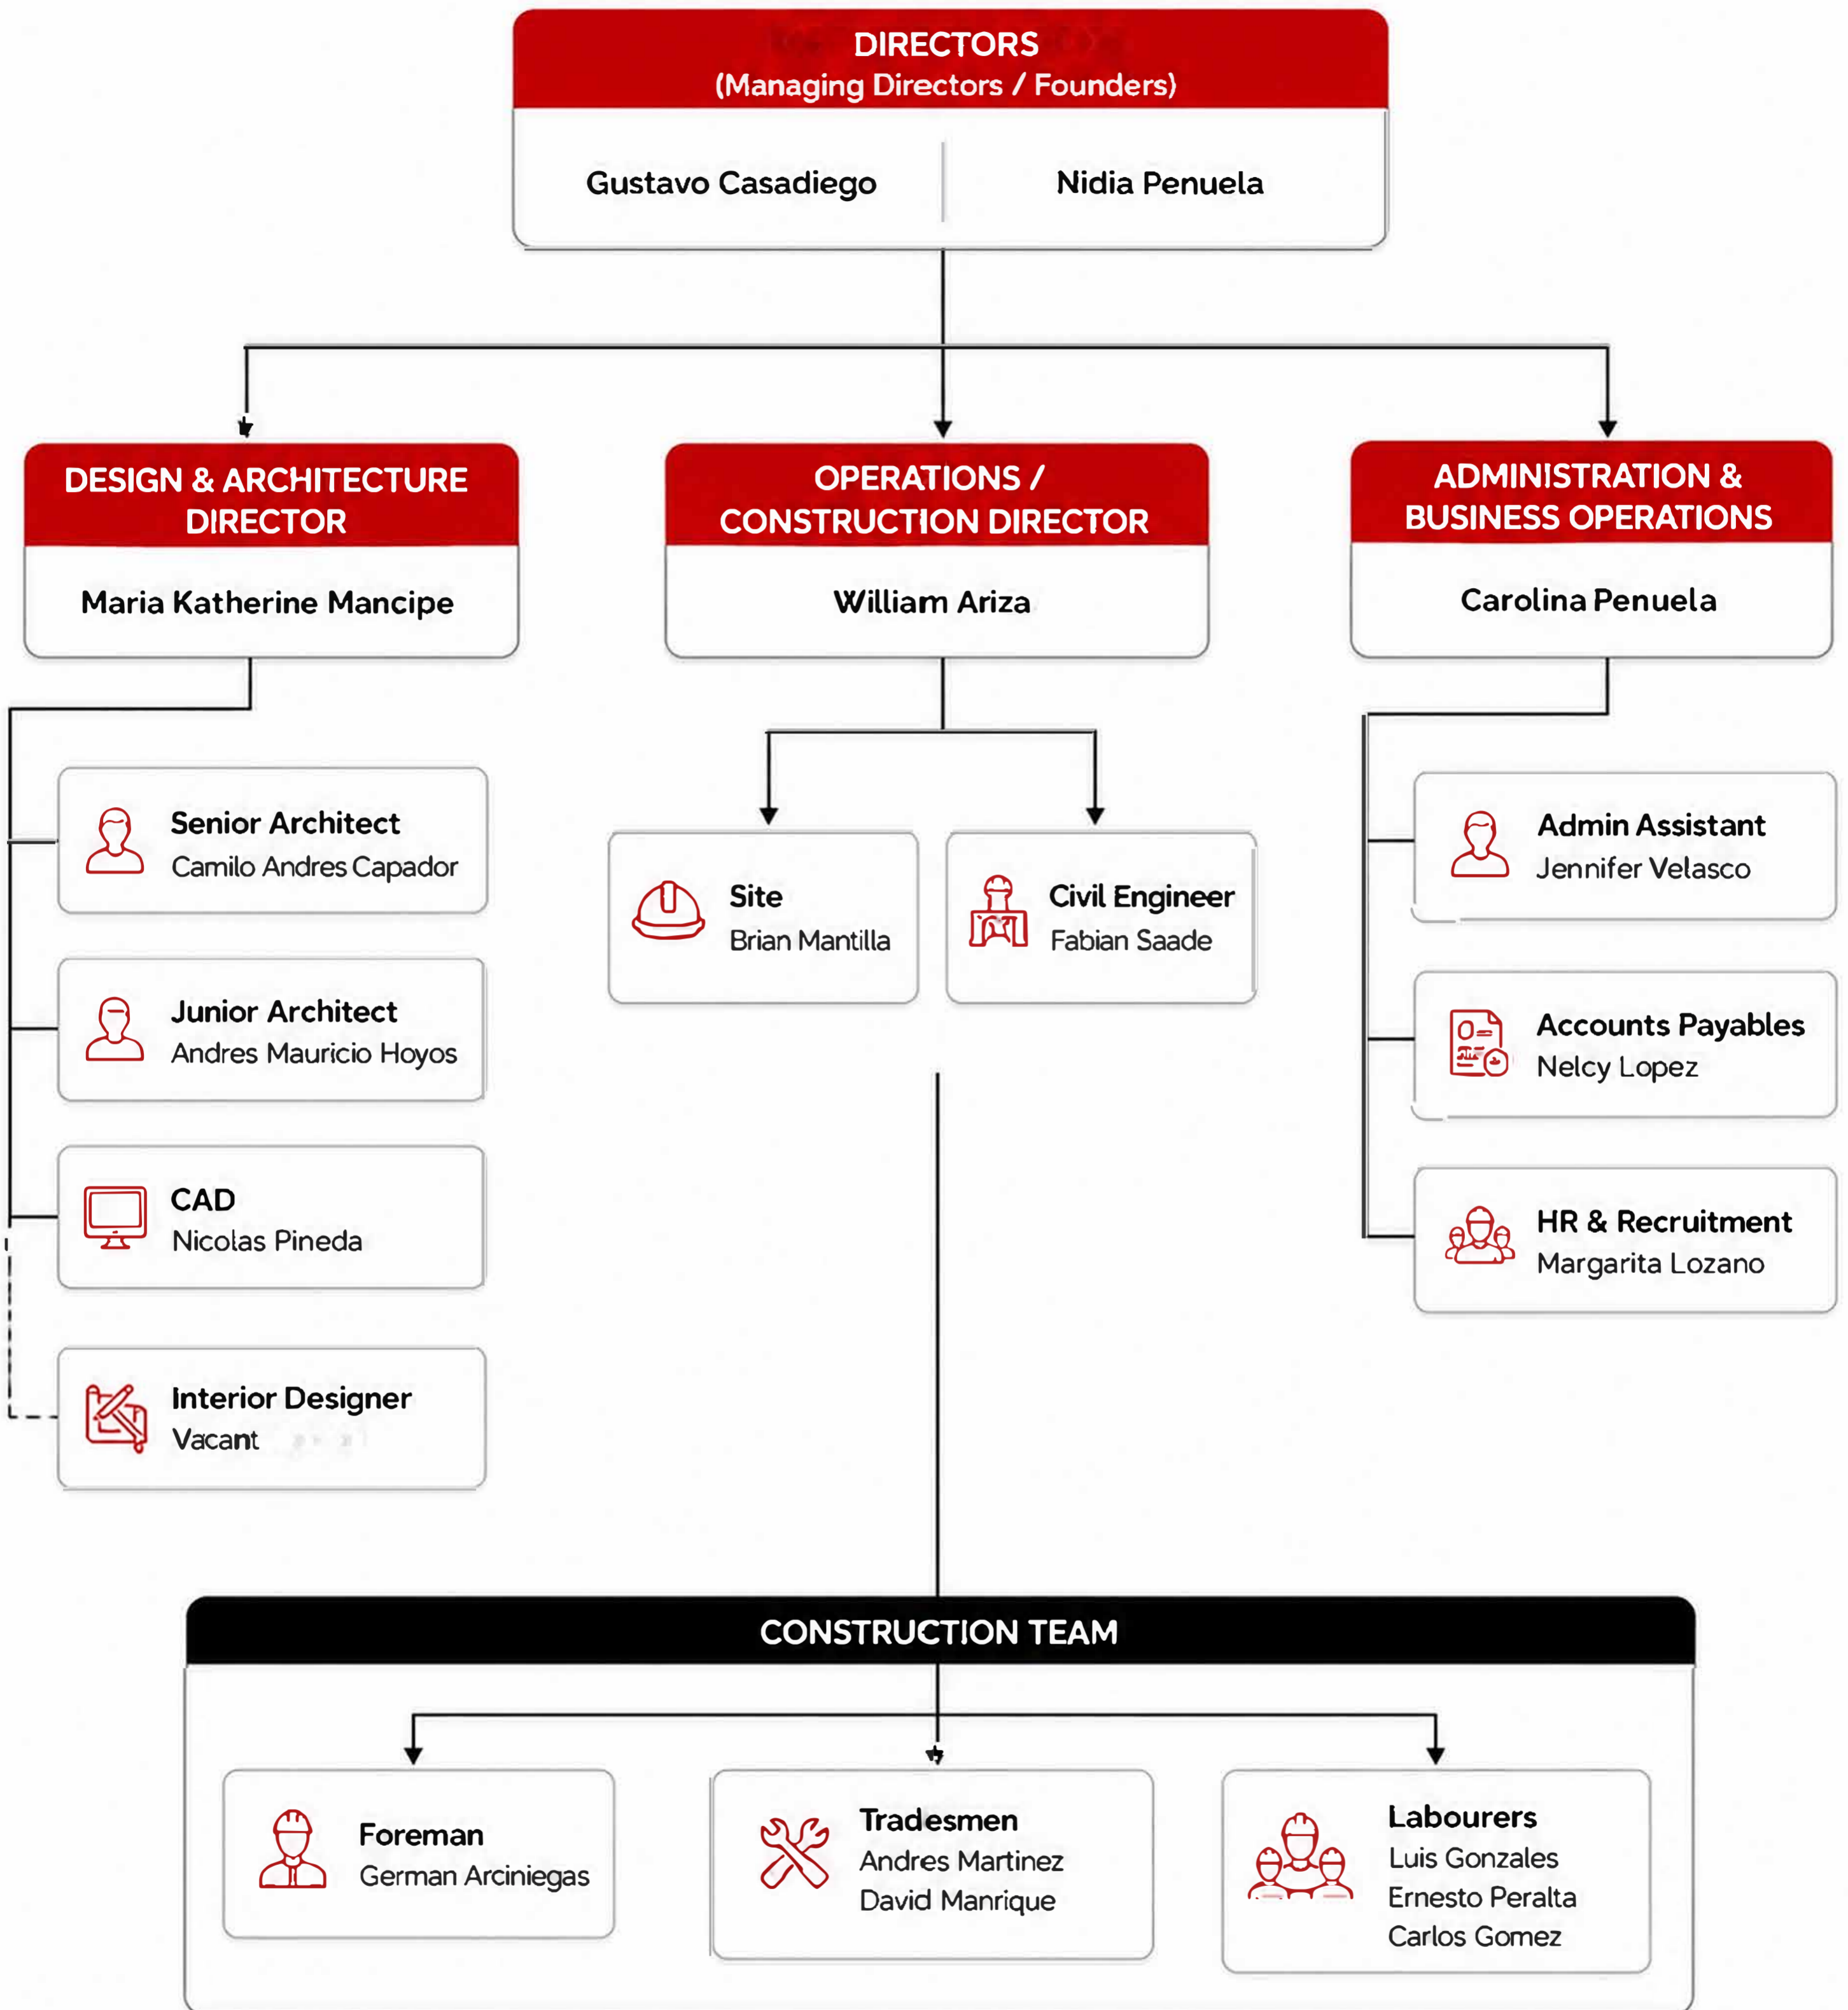 DIRECTORS
(Managing Directors / Founders)
Gustavo Casadiego
Nidia Penuela
DESIGN & ARCHITECTURE
DIRECTOR
Maria Katherine Mancipe
OPERATIONS /
CONSTRUCTION DIRECTOR
William Ariza
ADMINISTRATION &
BUSINESS OPERATIONS
Carolina Penuela
Senior Architect
Camilo Andres Capador
Junior Architect
Andres Mauricio Hoyos
CAD
Nicolas Pineda
Interior Designer
Vacant
Site
Brian Mantilla
Civil Engineer
Fabian Saade
Admin Assistant
Jennifer Velasco
Accounts Payables
Nelcy Lopez
HR & Recruitment
Margarita Lozano
CONSTRUCTION TEAM
Foreman
German Arciniegas
Tradesmen
Andres Martinez
David Manrique
Labourers
Luis Gonzales
Ernesto Peralta
Carlos Gomez